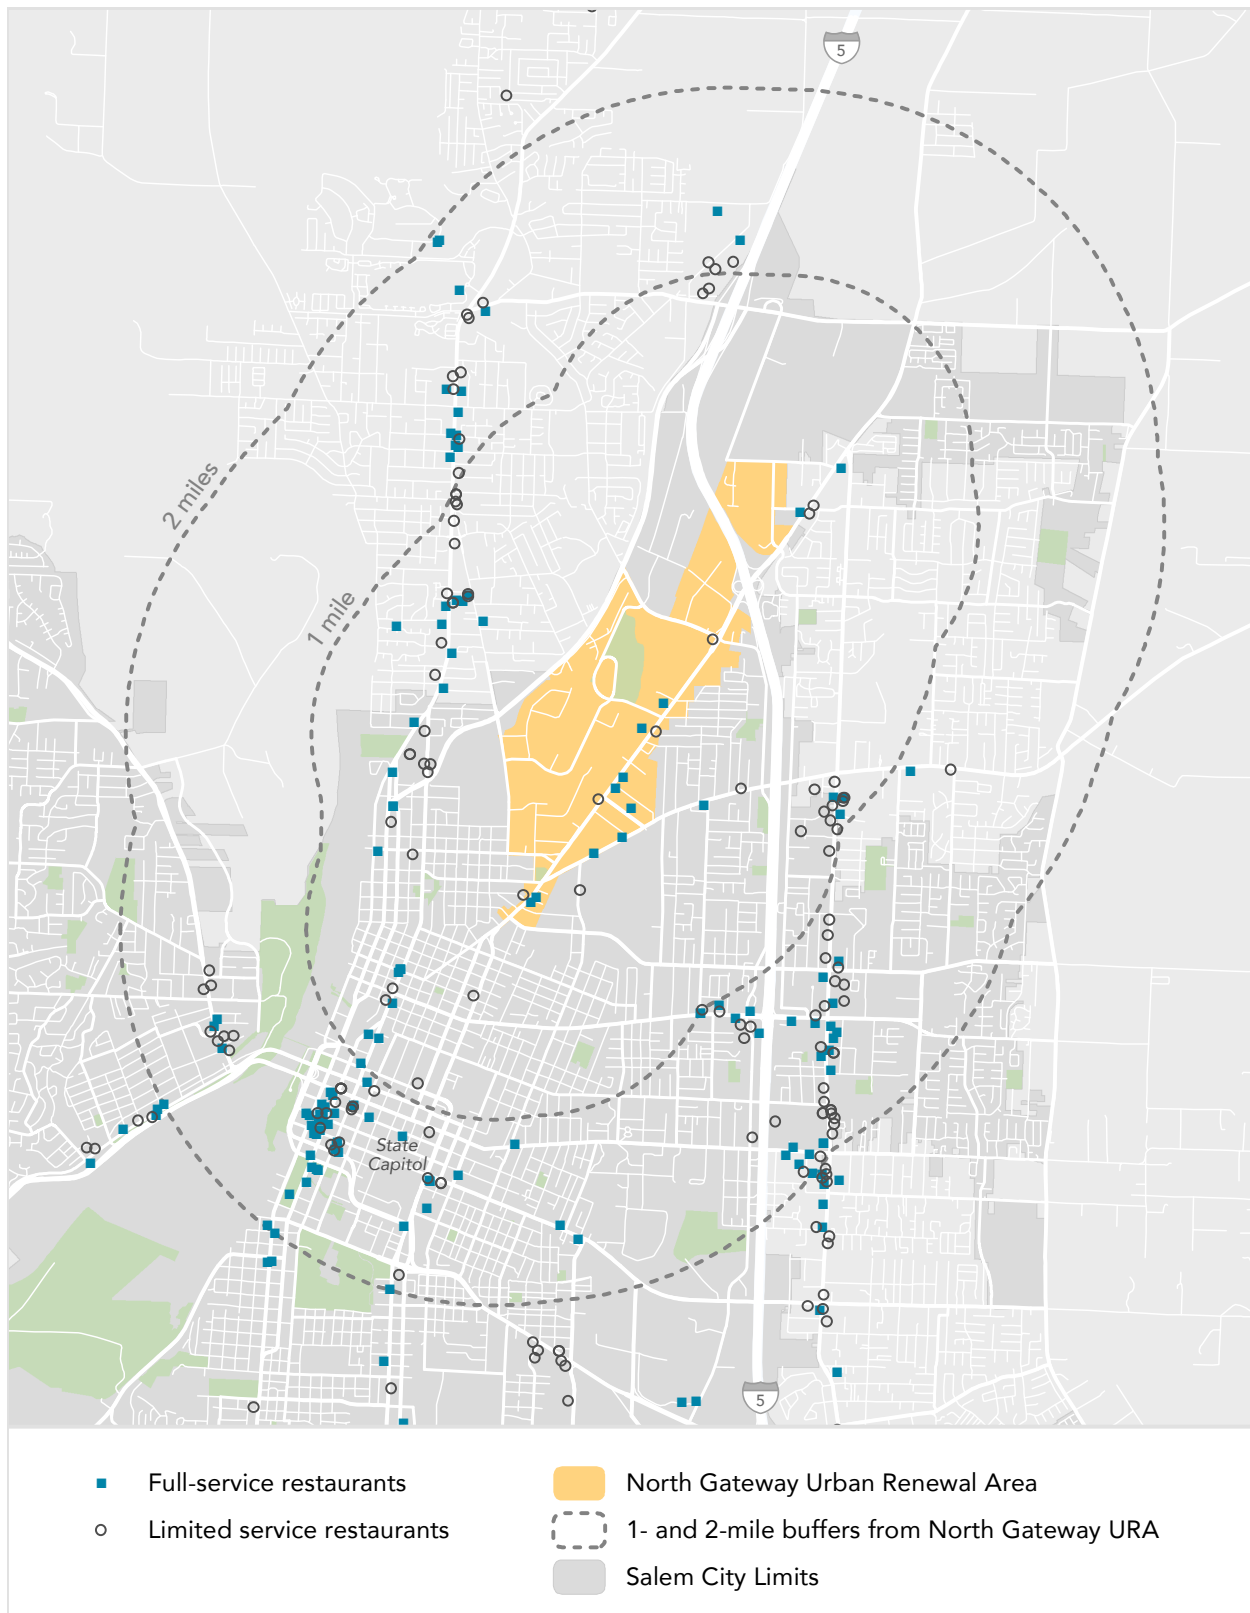 5
2 miles
1 mile
State
Capitol
5
Full-service restaurants
Limited service restaurants
North Gateway Urban Renewal Area
1- and 2-mile buffers from North Gateway URA
Salem City Limits